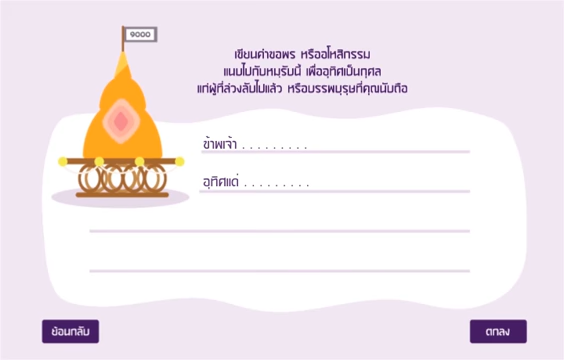 9000
เขียนคำขอพร หรืออโหสิกรรม
แนบไปกับหมฺรับนี้ เพื่ออุทิศเป็นกุศล
แก่ผู้ที่ล่วงลับไปแล้ว หรือบรรพบุรุษที่คุณนับถือ
ข้าพเจ้า . . . . . . . . .
อุทิศแด่ . . . . . . . . .
ย้อนกลับ
ตกลง